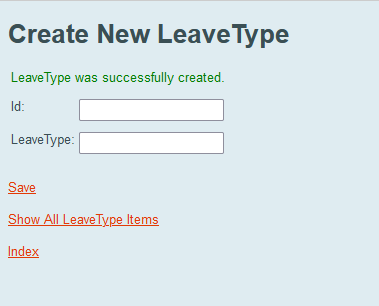 Create New LeaveType
LeaveType was successfully created.
Id:
LeaveType:
Save
Show All LeaveType Items
Index